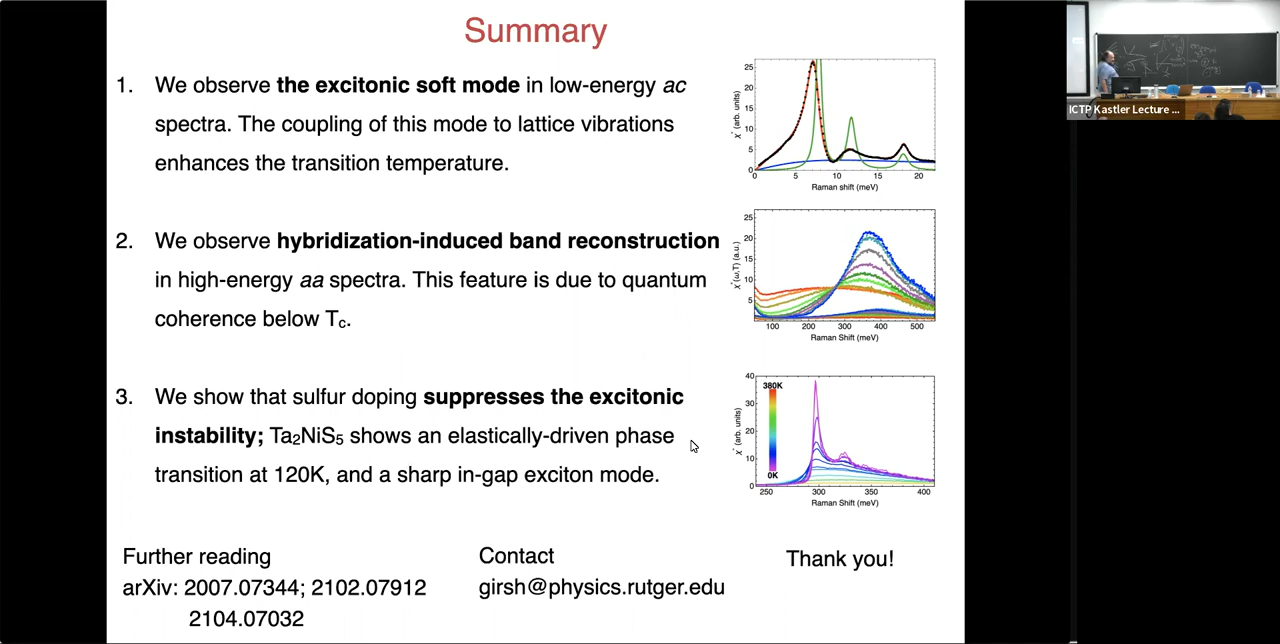 Summary
1. We observe the excitonic soft mode in low-energy ac
spectra. The coupling of this mode to lattice vibrations
enhances the transition temperature.
2. We observe hybridization-induced band reconstruction
in high-energy aa spectra. This feature is due to quantum
coherence below Tc.
3. We show that sulfur doping suppresses the excitonic
instability; Ta2NiS5 shows an elastically-driven phase
transition at 120K, and a sharp in-gap exciton mode.
25
20
15
10
5
0
χ'' (arb. units)
0 5 10 15 20
Raman shift (meV)
25
20
15
10
5
χ''(ω,T) (a.u.)
100 200 300 400 500
Raman Shift (meV)
40
30
20
10
0
χ'' (arb. units)
380K
0K
250 300 350 400
Raman Shift (meV)
Further reading
arXiv: 2007.07344; 2102.07912
2104.07032
Contact
girsh@physics.rutger.edu
Thank you!
ICTP Kastler Lecture ...